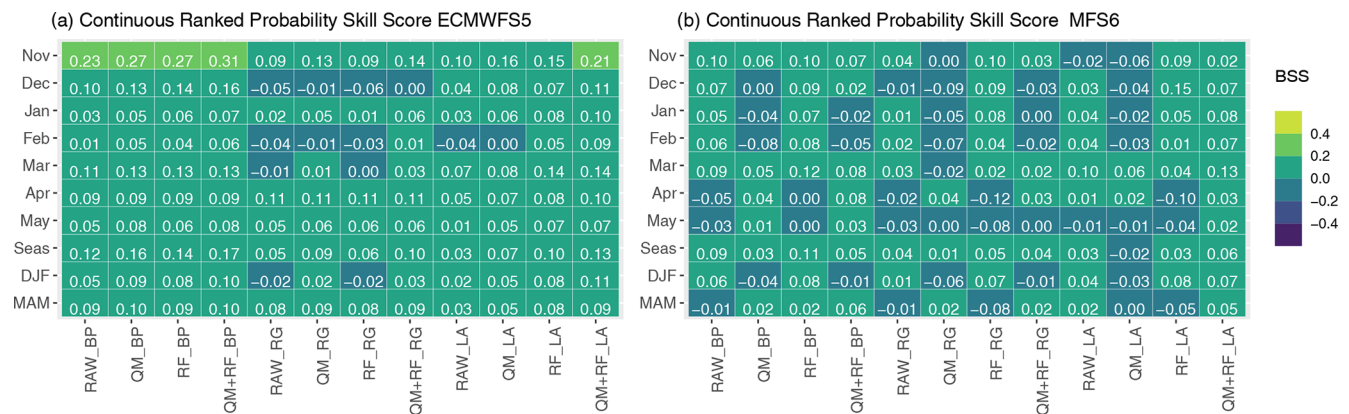 (a) Continuous Ranked Probability Skill Score ECMWFS5
Nov 0.23 0.27 0.27 0.31 0.09 0.13 0.09 0.14 0.10 0.16 0.15 0.21
Dec 0.10 0.13 0.14 0.16 −0.05 −0.01 −0.06 0.00 0.04 0.08 0.07 0.11
Jan 0.03 0.05 0.06 0.07 0.02 0.05 0.01 0.06 0.03 0.06 0.08 0.10
Feb 0.01 0.05 0.04 0.06 −0.04 −0.01 −0.03 0.01 −0.04 0.00 0.05 0.09
Mar 0.11 0.13 0.13 0.13 −0.01 0.01 0.00 0.03 0.07 0.08 0.14 0.14
Apr 0.09 0.09 0.09 0.09 0.11 0.11 0.11 0.11 0.05 0.07 0.08 0.10
May 0.05 0.08 0.06 0.08 0.05 0.06 0.06 0.06 0.01 0.05 0.07 0.07
Seas 0.12 0.16 0.14 0.17 0.05 0.09 0.06 0.10 0.03 0.07 0.10 0.13
DJF 0.05 0.09 0.08 0.10 −0.02 0.02 −0.02 0.03 0.02 0.05 0.08 0.11
MAM 0.09 0.10 0.09 0.10 0.08 0.09 0.08 0.09 0.03 0.05 0.08 0.09
RAW_BP QM_BP RF_BP QM+RF_BP RAW_RG QM_RG RF_RG QM+RF_RG RAW_LA QM_LA RF_LA QM+RF_LA
(b) Continuous Ranked Probability Skill Score MFS6
Nov 0.10 0.06 0.10 0.07 0.04 0.00 0.10 0.03 −0.02 −0.06 0.09 0.02
Dec 0.07 0.00 0.09 0.02 −0.01 −0.09 0.09 −0.03 0.03 −0.04 0.15 0.07
Jan 0.05 −0.04 0.07 −0.02 0.01 −0.05 0.08 0.00 0.04 −0.02 0.05 0.08
Feb 0.06 −0.08 0.08 −0.05 0.02 −0.07 0.04 −0.02 0.04 −0.03 0.01 0.07
Mar 0.09 0.05 0.12 0.08 0.03 −0.02 0.02 0.02 0.10 0.06 0.04 0.13
Apr −0.05 0.04 0.00 0.08 −0.02 0.04 −0.12 0.03 0.01 0.02 −0.10 0.03
May −0.03 0.01 0.00 0.03 −0.03 0.00 −0.08 0.00 −0.01 −0.01 −0.04 0.02
Seas 0.09 0.03 0.11 0.05 0.04 0.01 0.05 0.04 0.03 −0.02 0.03 0.06
DJF 0.06 −0.04 0.08 −0.01 0.01 −0.06 0.07 −0.01 0.04 −0.03 0.08 0.07
MAM −0.01 0.02 0.02 0.06 −0.01 0.02 −0.08 0.02 0.02 0.00 −0.05 0.05
RAW_BP QM_BP RF_BP QM+RF_BP RAW_RG QM_RG RF_RG QM+RF_RG RAW_LA QM_LA RF_LA QM+RF_LA
BSS
0.4
0.2
0.0
−0.2
−0.4